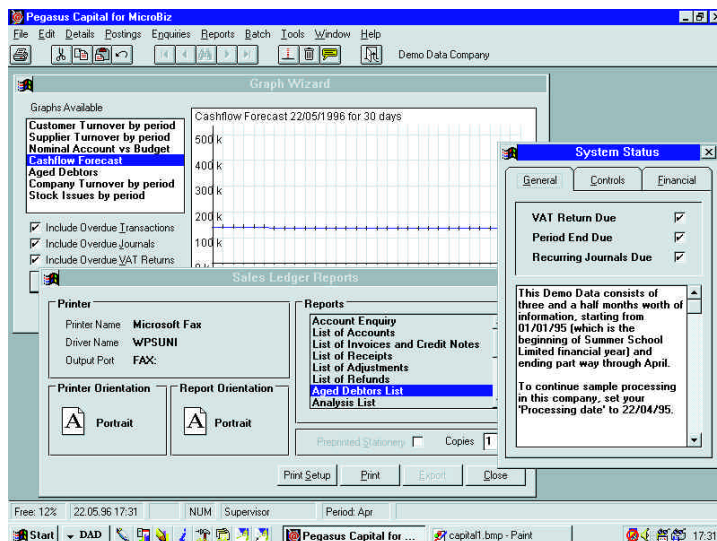 Pegasus Capital for MicroBiz
File Edit Details Postings Enquiries Reports Batch Tools Window Help
Demo Data Company
Graph Wizard
Graphs Available
Customer Turnover by period
Supplier Turnover by period
Nominal Account vs Budget
Cashflow Forecast
Aged Debtors
Company Turnover by period
Stock Issues by period
Include Overdue Transactions
Include Overdue Journals
Include Overdue VAT Returns
Cashflow Forecast 22/05/1996 for 30 days
500 k
400 k
300 k
200 k
100 k
0 k
System Status
General Controls Financial
VAT Return Due
Period End Due
Recurring Journals Due
This Demo Data consists of
three and a half months worth of
information, starting from
01/01/95 (which is the
beginning of Summer School
Limited financial year) and
ending part way through April.
To continue sample processing
in this company, set your
'Processing date' to 22/04/95.
Sales Ledger Reports
Printer
Printer Name Microsoft Fax
Driver Name WPSUNI
Output Port FAX:
Printer Orientation
A Portrait
Report Orientation
A Portrait
Reports
Account Enquiry
List of Accounts
List of Invoices and Credit Notes
List of Receipts
List of Adjustments
List of Refunds
Aged Debtors List
Analysis List
Preprinted Stationery Copies 1
Print Setup Print Export Close
Free: 12% 22.05.96 17:31 NUM Supervisor Period: Apr
Start DAD Pegasus Capital for ... capital1.bmp - Paint 17:31